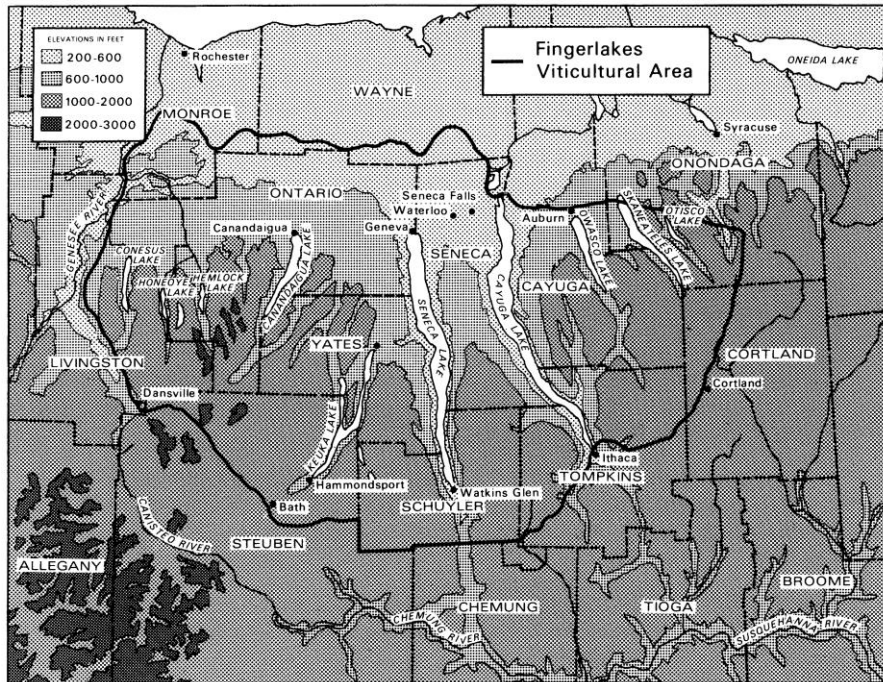 ELEVATIONS IN FEET
200-600
600-1000
1000-2000
2000-3000
Fingerlakes
Viticultural Area
Rochester
ONEIDA LAKE
WAYNE
MONROE
Syracuse
ONONDAGA
ONTARIO
Seneca Falls
Waterloo
Auburn
OWASCO LAKE
SKANEATELES LAKE
OTISCO
LAKE
GENESEE RIVER
Canandaigua
Geneva
CONESUS
LAKE
SENECA
HONEOYE
LAKE
HEMLOCK
LAKE
CANANDAIGUA LAKE
SENECA LAKE
CAYUGA LAKE
CAYUGA
YATES
LIVINGSTON
CORTLAND
Cortland
Dansville
KEUKA LAKE
Ithaca
TOMPKINS
Hammondsport
Watkins Glen
SCHUYLER
Bath
CANISTEO RIVER
STEUBEN
ALLEGANY
CHEMUNG
TIOGA
BROOME
CHEMUNG RIVER
SUSQUEHANNA RIVER